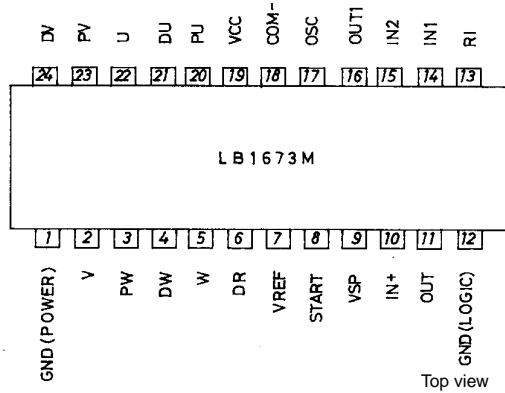 DV PV U DU PU VCC COM- OSC OUT1 IN2 IN1 RI
24 23 22 21 20 19 18 17 16 15 14 13
LB1673M
1 2 3 4 5 6 7 8 9 10 11 12
GND(POWER) V PW DW W DR VREF START VSP IN+ OUT GND(LOGIC)
Top view